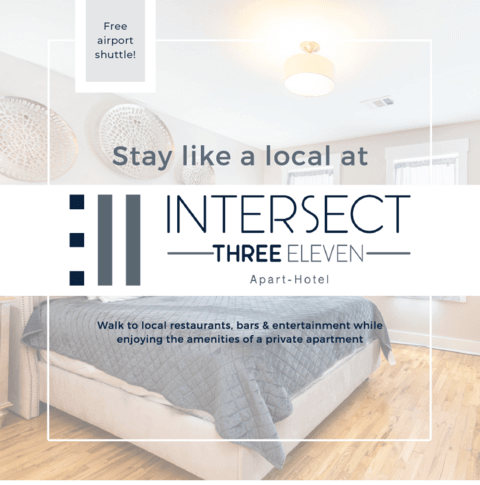 Free
airport
shuttle!
Stay like a local at
INTERSECT
THREE ELEVEN
Apart-Hotel
Walk to local restaurants, bars & entertainment while
enjoying the amenities of a private apartment